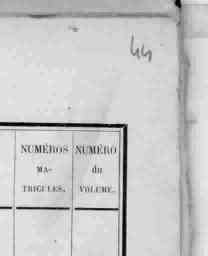 44
NUMÉROS NUMÉRO
MA- du
TRICULES. VOLUME.